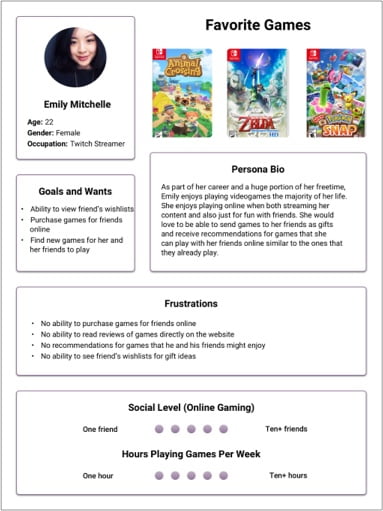 Favorite Games
Emily Mitchelle
Age: 22
Gender: Female
Occupation: Twitch Streamer
Animal Crossing
ZELDA
Pokémon
SNAP
Goals and Wants
• Ability to view friend's wishlists
• Purchase games for friends
online
• Find new games for her and
her friends to play
Persona Bio
As part of her career and a huge portion of her freetime,
Emily enjoys playing videogames the majority of her life.
She enjoys playing online when both streaming her
content and also just for fun with friends. She would
love to be able to send games to her friends as gifts
and receive recommendations for games that she
can play with her friends online similar to the ones that
they already play.
Frustrations
• No ability to purchase games for friends online
• No ability to read reviews of games directly on the website
• No recommendations for games that he and his friends might enjoy
• No ability to see friend's wishlists for gift ideas
Social Level (Online Gaming)
One friend
Ten+ friends
Hours Playing Games Per Week
One hour
Ten+ hours